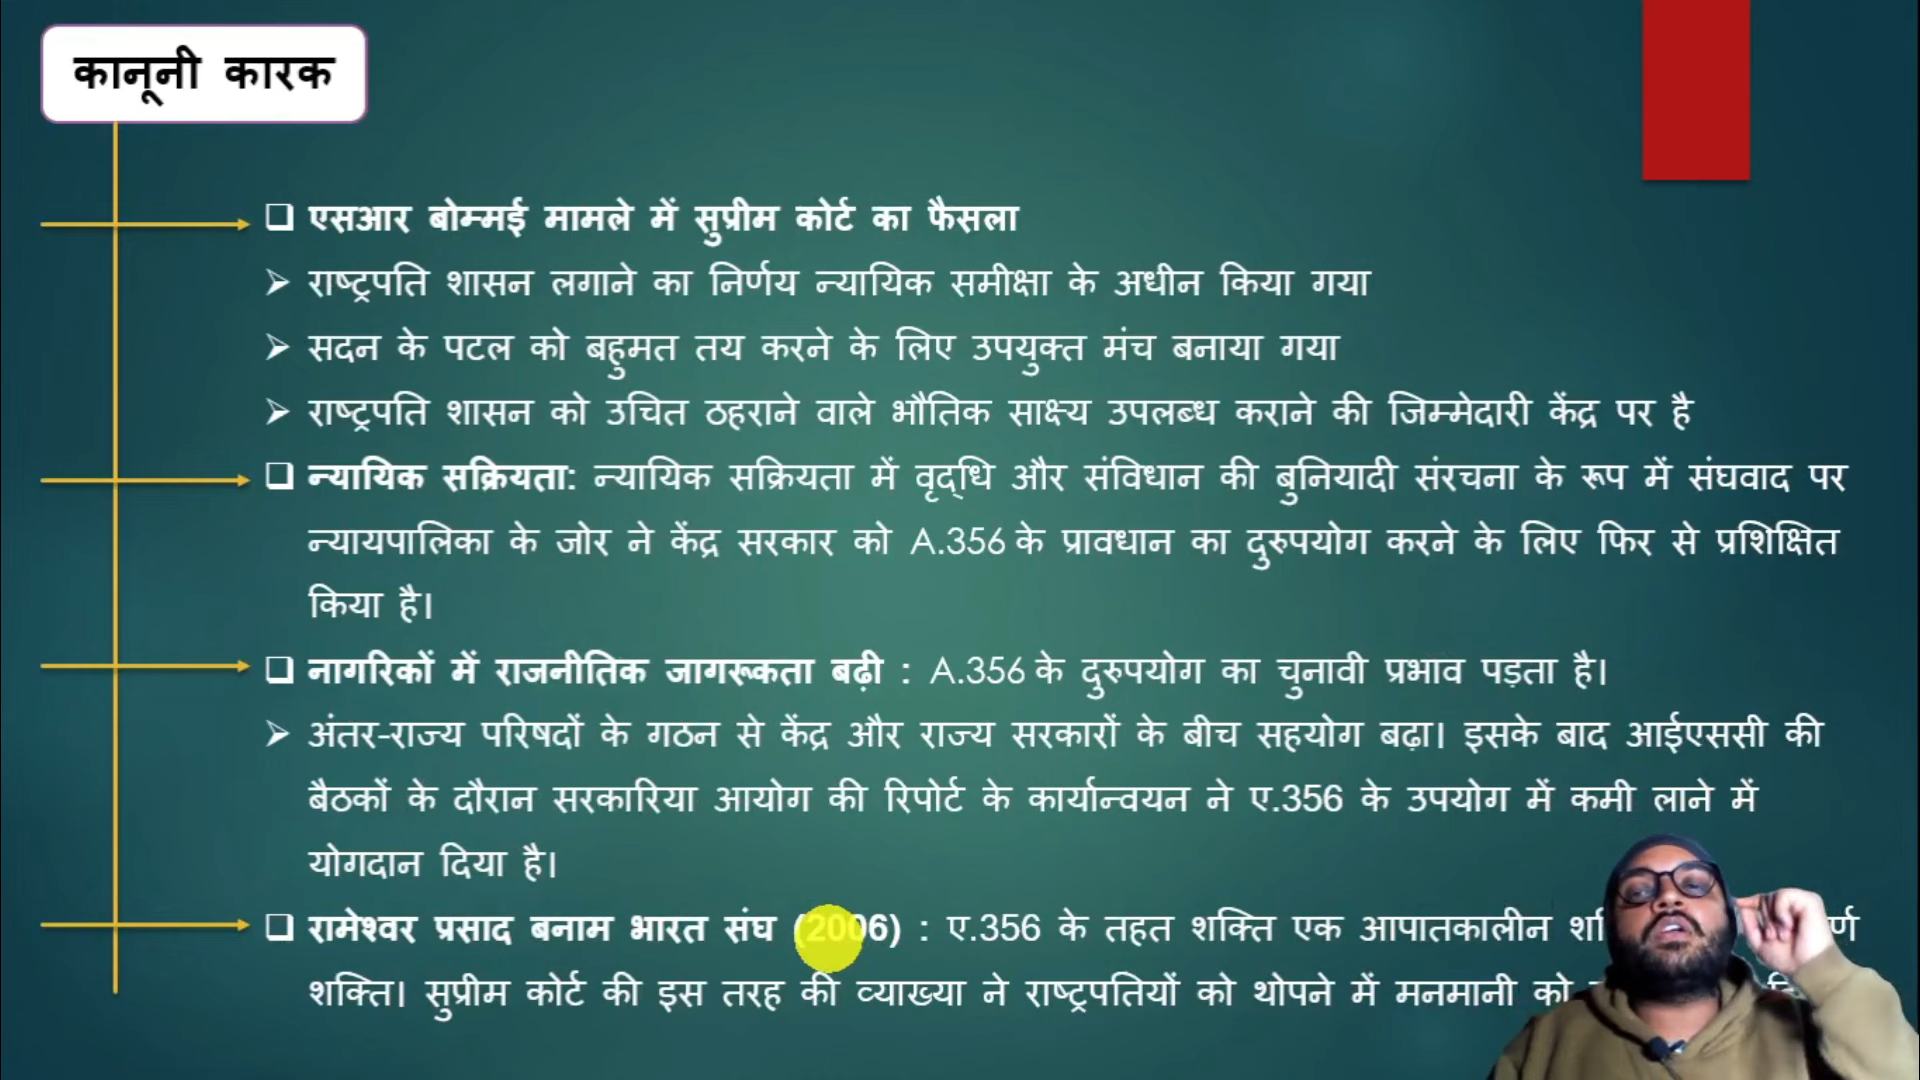 कानूनी कारक
एसआर बोम्मई मामले में सुप्रीम कोर्ट का फैसला
राष्ट्रपति शासन लगाने का निर्णय न्यायिक समीक्षा के अधीन किया गया
सदन के पटल को बहुमत तय करने के लिए उपयुक्त मंच बनाया गया
राष्ट्रपति शासन को उचित ठहराने वाले भौतिक साक्ष्य उपलब्ध कराने की जिम्मेदारी केंद्र पर है
न्यायिक सक्रियता: न्यायिक सक्रियता में वृद्धि और संविधान की बुनियादी संरचना के रूप में संघवाद पर
न्यायपालिका के जोर ने केंद्र सरकार को A.356 के प्रावधान का दुरुपयोग करने के लिए फिर से प्रशिक्षित
किया है।
नागरिकों में राजनीतिक जागरूकता बढ़ी : A.356 के दुरुपयोग का चुनावी प्रभाव पड़ता है।
अंतर-राज्य परिषदों के गठन से केंद्र और राज्य सरकारों के बीच सहयोग बढ़ा। इसके बाद आईएससी की
बैठकों के दौरान सरकारिया आयोग की रिपोर्ट के कार्यान्वयन ने ए.356 के उपयोग में कमी लाने में
योगदान दिया है।
रामेश्वर प्रसाद बनाम भारत संघ (2006) : ए.356 के तहत शक्ति एक आपातकालीन
शक्ति। सुप्रीम कोर्ट की इस तरह की व्याख्या ने राष्ट्रपतियों को थोपने में मनमानी को